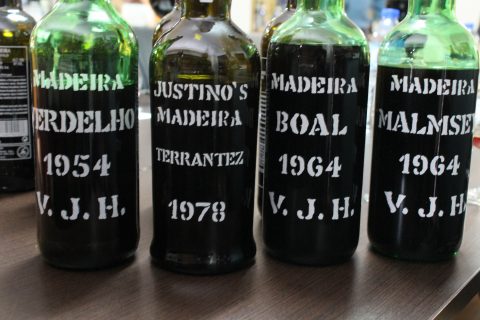 MADEIRA
VERDELHO
1954
V. J. H.
JUSTINO'S
MADEIRA
TERRANTEZ
1978
MADEIRA
BOAL
1964
V. J. H.
MADEIRA
MALMSEY
1964
V. J. H.